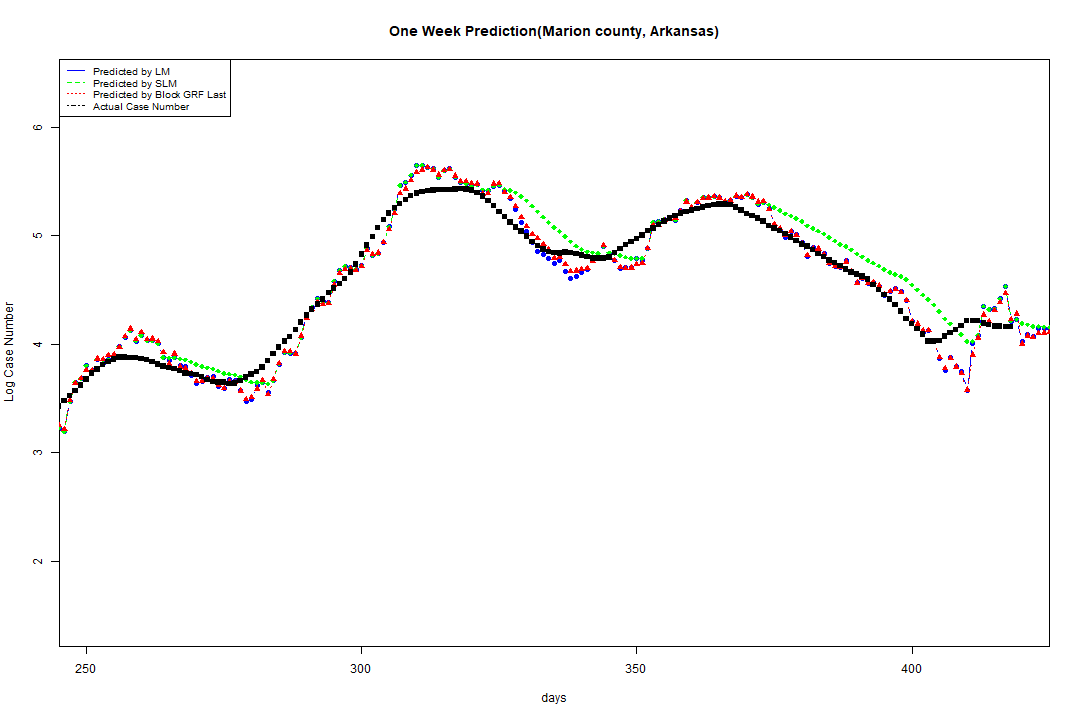 One Week Prediction(Marion county, Arkansas)
Predicted by LM
Predicted by SLM
Predicted by Block GRF Last
Actual Case Number
6
5
4
3
2
Log Case Number
250 300 350 400
days